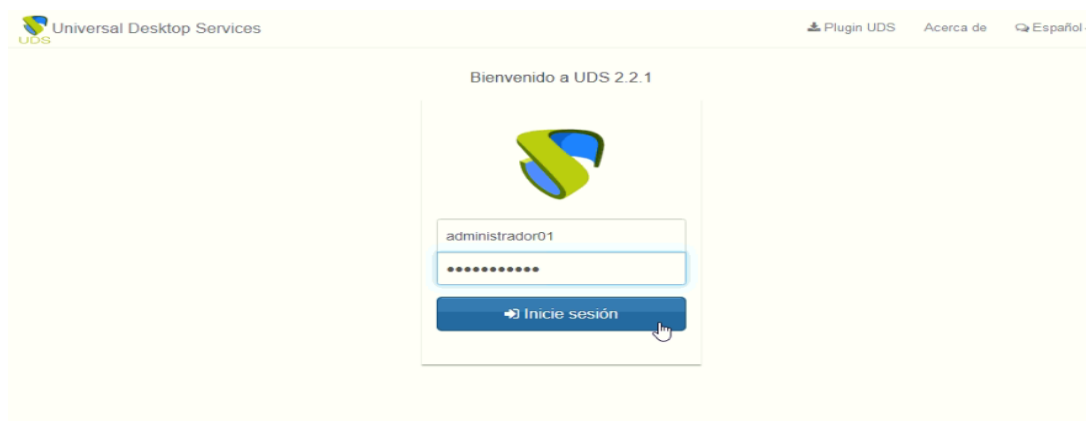 UDS Universal Desktop Services Plugin UDS Acerca de Español
Bienvenido a UDS 2.2.1
administrador01
•••••••••••
Inicie sesión